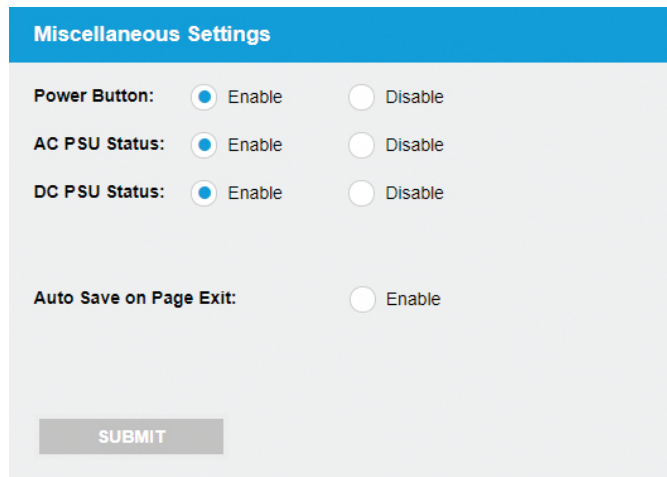 Miscellaneous Settings
Power Button: Enable Disable
AC PSU Status: Enable Disable
DC PSU Status: Enable Disable
Auto Save on Page Exit: Enable
SUBMIT